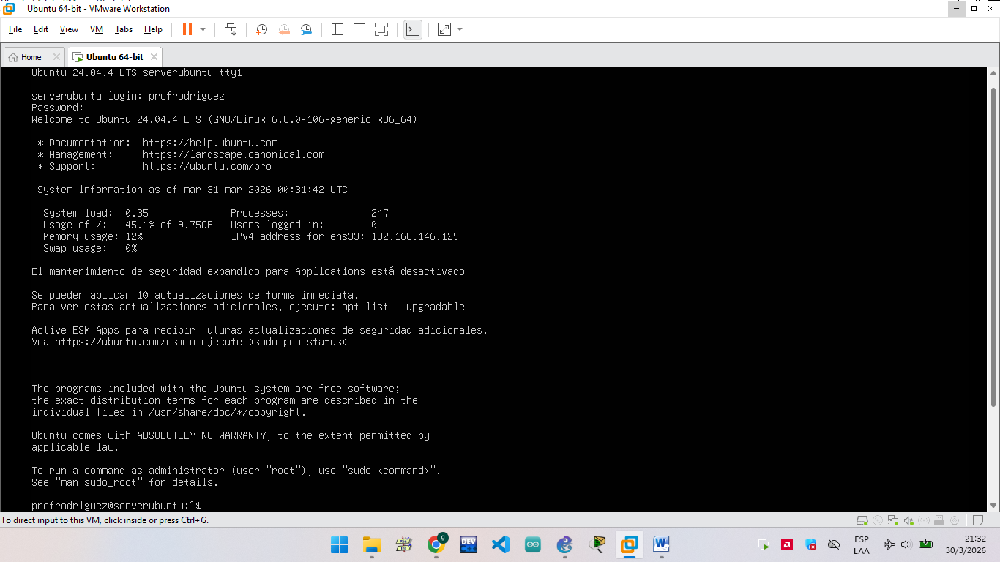 Ubuntu 64-bit - VMware Workstation
File Edit View VM Tabs Help
Home Ubuntu 64-bit
Ubuntu 24.04.4 LTS serverubuntu tty1
serverubuntu login: profrodriguez
Password:
Welcome to Ubuntu 24.04.4 LTS (GNU/Linux 6.8.0-106-generic x86_64)
* Documentation: https://help.ubuntu.com
* Management: https://landscape.canonical.com
* Support: https://ubuntu.com/pro
System information as of mar 31 mar 2026 00:31:42 UTC
System load: 0.35 Processes: 247
Usage of /: 45.1% of 9.75GB Users logged in: 0
Memory usage: 12% IPv4 address for ens33: 192.168.146.129
Swap usage: 0%
El mantenimiento de seguridad expandido para Applications está desactivado
Se pueden aplicar 10 actualizaciones de forma inmediata.
Para ver estas actualizaciones adicionales, ejecute: apt list --upgradable
Active ESM Apps para recibir futuras actualizaciones de seguridad adicionales.
Vea https://ubuntu.com/esm o ejecute «sudo pro status»
The programs included with the Ubuntu system are free software;
the exact distribution terms for each program are described in the
individual files in /usr/share/doc/*/copyright.
Ubuntu comes with ABSOLUTELY NO WARRANTY, to the extent permitted by
applicable law.
To run a command as administrator (user "root"), use "sudo <command>".
See "man sudo_root" for details.
profrodriguez@serverubuntu:~$
To direct input to this VM, click inside or press Ctrl+G.
g
DEV
ESP
LAA
21:32
30/3/2026